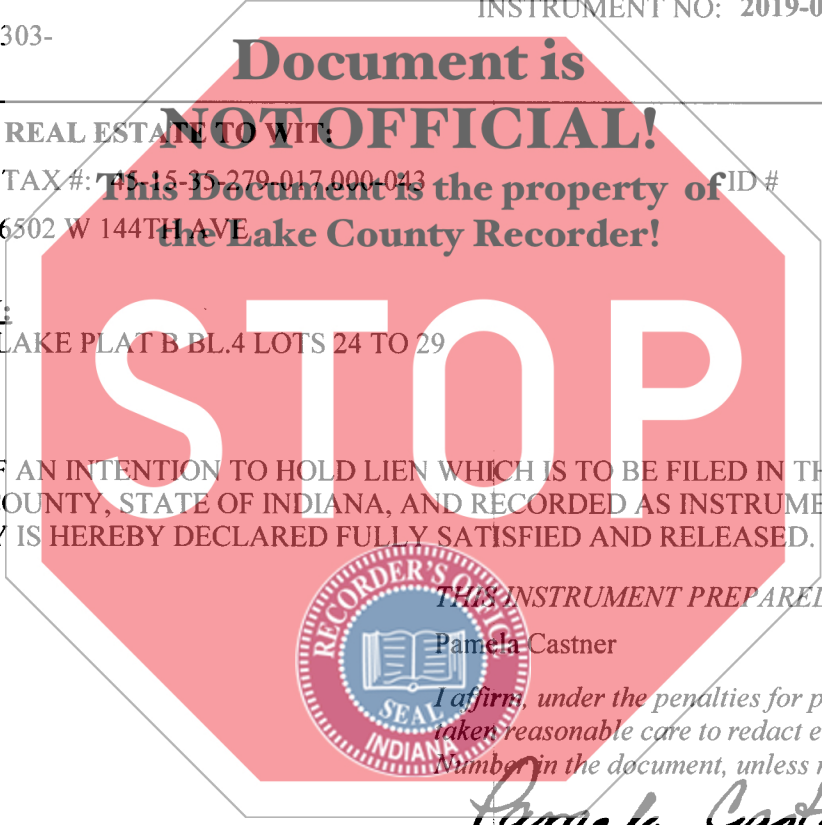 INSTRUMENT NO: 2019-0
303-
Document is
NOT OFFICIAL!
REAL ESTATE TO WIT:
TAX #: 45-15-35-279-017.000-043
This Document is the property of
ID #
6502 W 144TH AVE
the Lake County Recorder!
LAKE PLAT B BL.4 LOTS 24 TO 29
STOP
AN INTENTION TO HOLD LIEN WHICH IS TO BE FILED IN TH
OUNTY, STATE OF INDIANA, AND RECORDED AS INSTRUME
Y IS HEREBY DECLARED FULLY SATISFIED AND RELEASED.
RECORDER'S OFFIC
SEAL
INDIANA
THIS INSTRUMENT PREPARED
Pamela Castner
I affirm, under the penalties for p
taken reasonable care to redact e
Number in the document, unless r
Pamela Cast